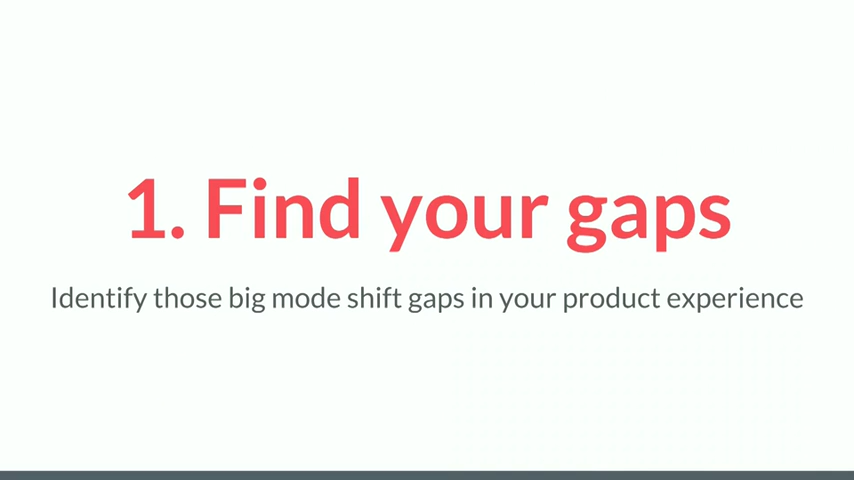 1. Find your gaps
Identify those big mode shift gaps in your product experience